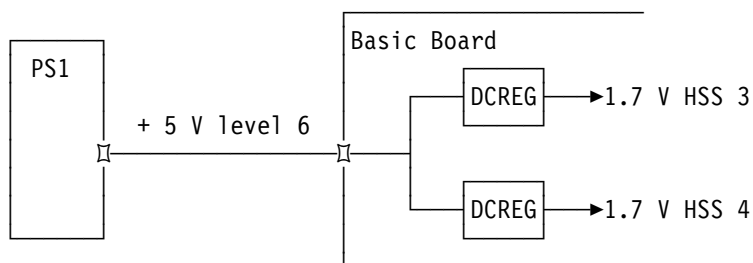 Basic Board
PS1
DCREG 1.7 V HSS 3
+ 5 V level 6
DCREG 1.7 V HSS 4